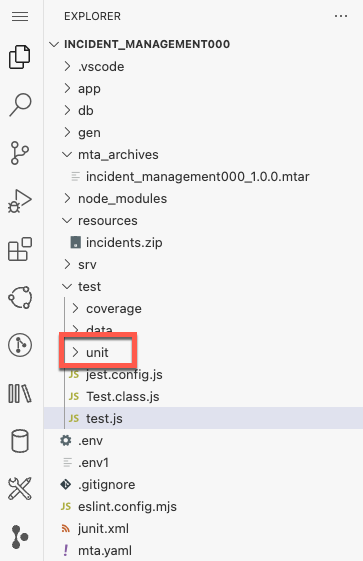 EXPLORER
INCIDENT_MANAGEMENT000
.vscode
app
db
gen
mta_archives
incident_management000_1.0.0.mtar
node_modules
resources
incidents.zip
srv
test
coverage
data
unit
JS jest.config.js
JS Test.class.js
JS test.js
.env
.env1
.gitignore
JS eslint.config.mjs
junit.xml
! mta.yaml